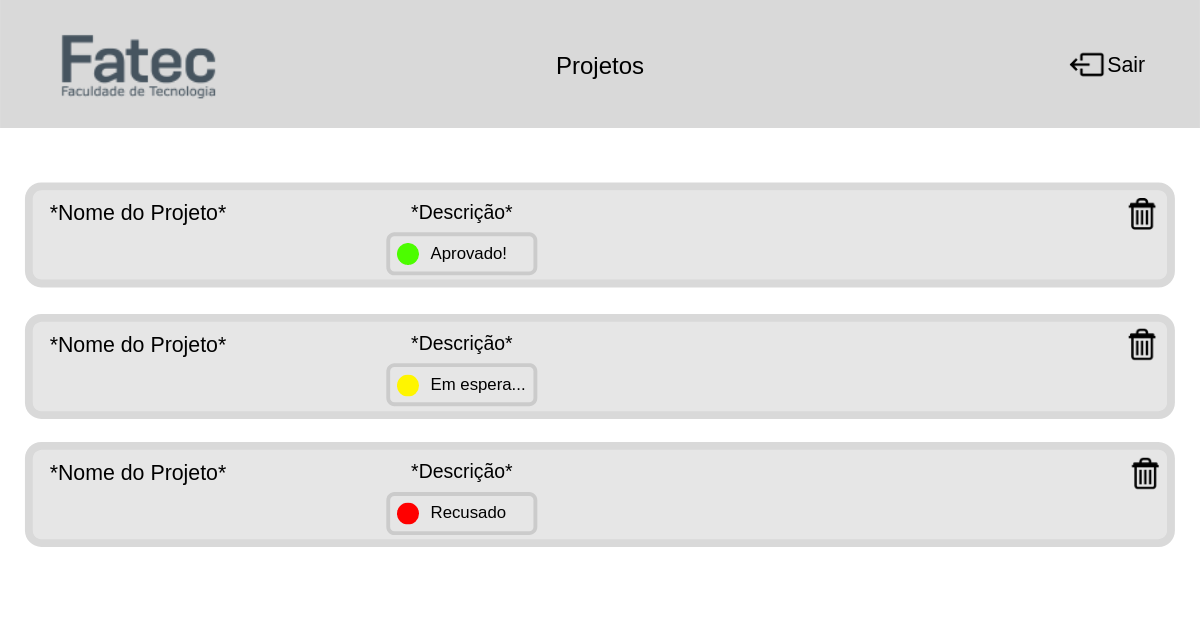 Fatec
Faculdade de Tecnologia
Projetos
Sair
*Nome do Projeto*
*Descrição*
Aprovado!
*Nome do Projeto*
*Descrição*
Em espera...
*Nome do Projeto*
*Descrição*
Recusado